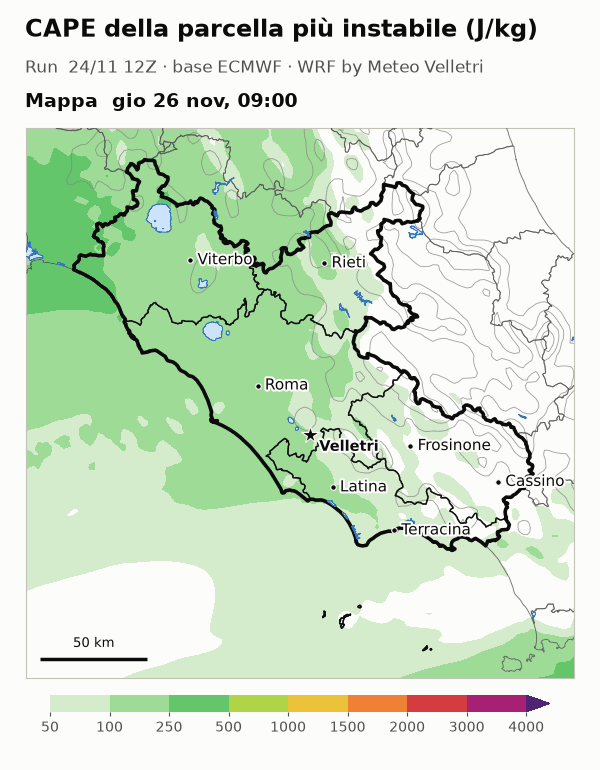 CAPE della parcella più instabile (J/kg)
Run  24/11 12Z · base ECMWF · WRF by Meteo Velletri
Mappa  gio 26 nov, 09:00
Viterbo
Rieti
Roma
Velletri
Frosinone
Cassino
Latina
Terracina
50 km
50 100 250 500 1000 1500 2000 3000 4000